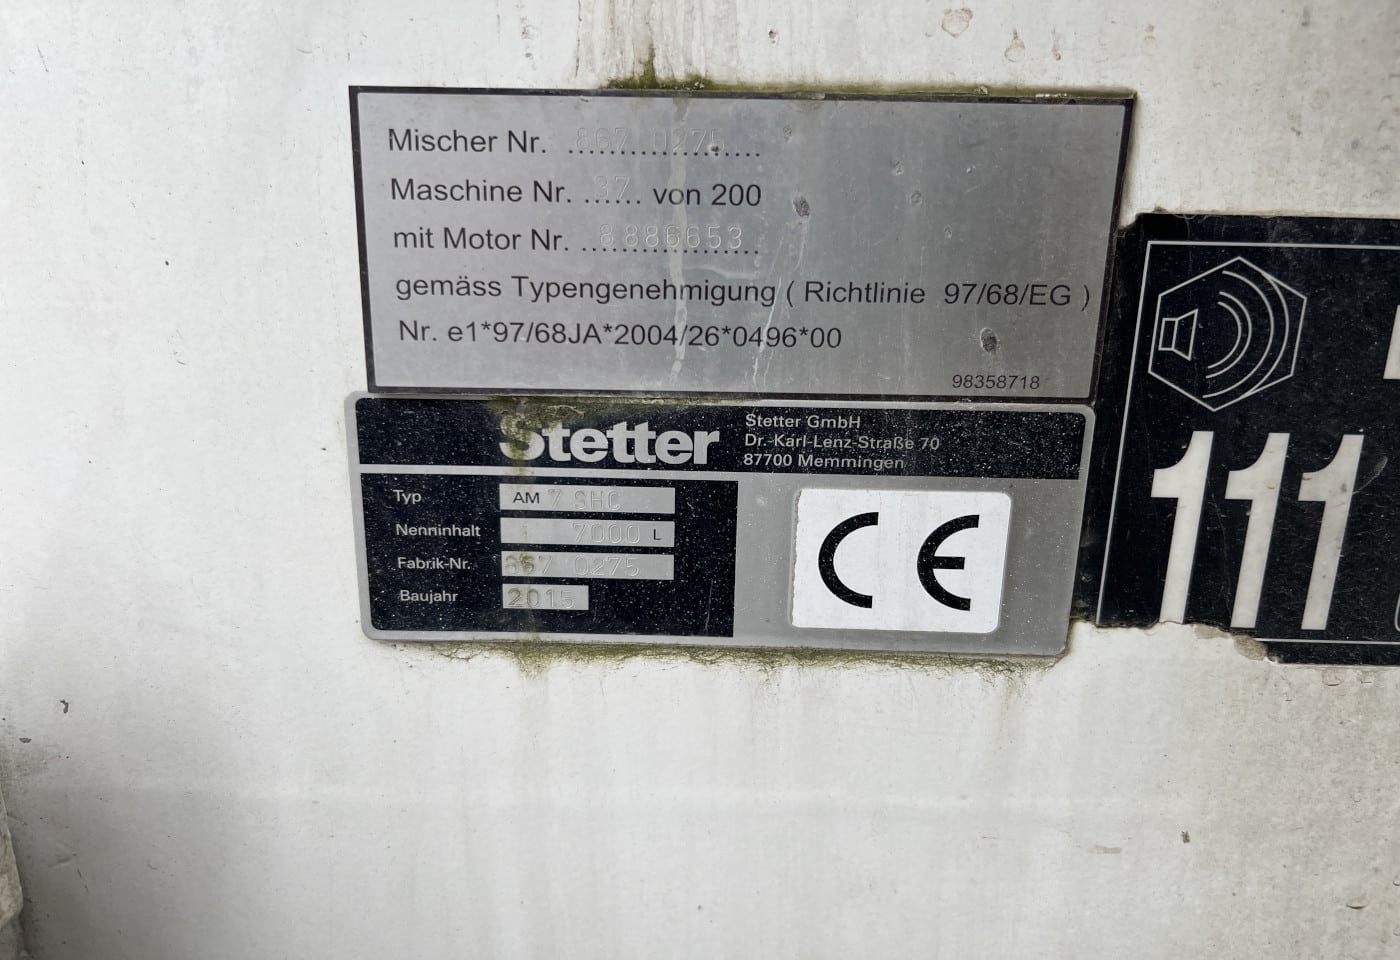 Mischer Nr. 867 0275
Maschine Nr. 37 von 200
mit Motor Nr. 8886653
gemäss Typengenehmigung ( Richtlinie 97/68/EG )
Nr. e1*97/68JA*2004/26*0496*00
98358718
Stetter
Stetter GmbH
Dr.-Karl-Lenz-Straße 70
87700 Memmingen
Typ AM 7 SHC
Nenninhalt 7000 L
Fabrik-Nr. 867 0275
Baujahr 2015
CE
111